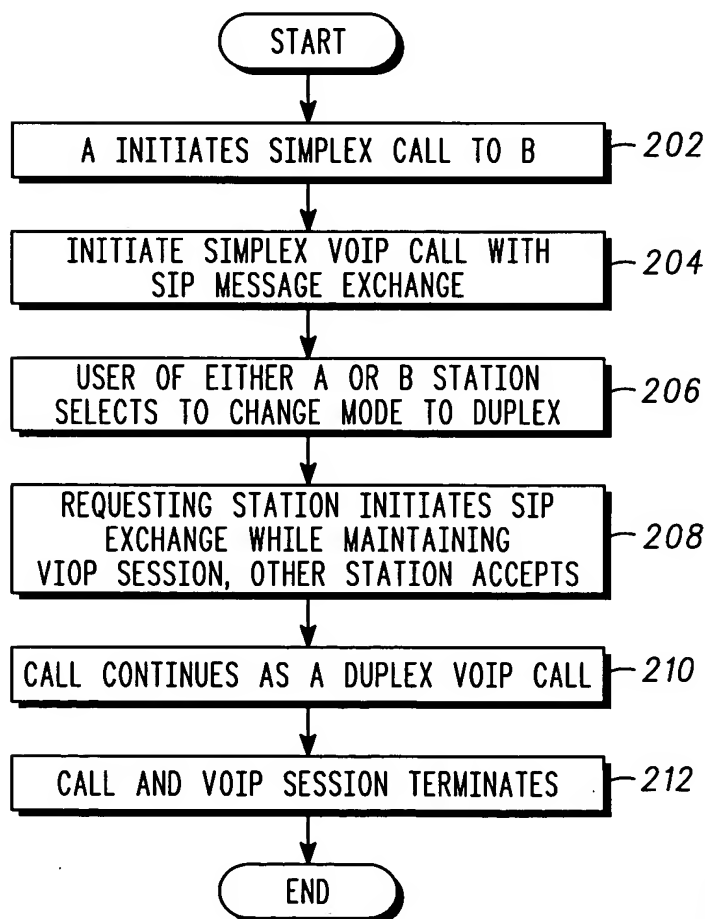 START
A INITIATES SIMPLEX CALL TO B
202
INITIATE SIMPLEX VOIP CALL WITH
SIP MESSAGE EXCHANGE
204
USER OF EITHER A OR B STATION
SELECTS TO CHANGE MODE TO DUPLEX
206
REQUESTING STATION INITIATES SIP
EXCHANGE WHILE MAINTAINING
VIOP SESSION, OTHER STATION ACCEPTS
208
CALL CONTINUES AS A DUPLEX VOIP CALL
210
CALL AND VOIP SESSION TERMINATES
212
END